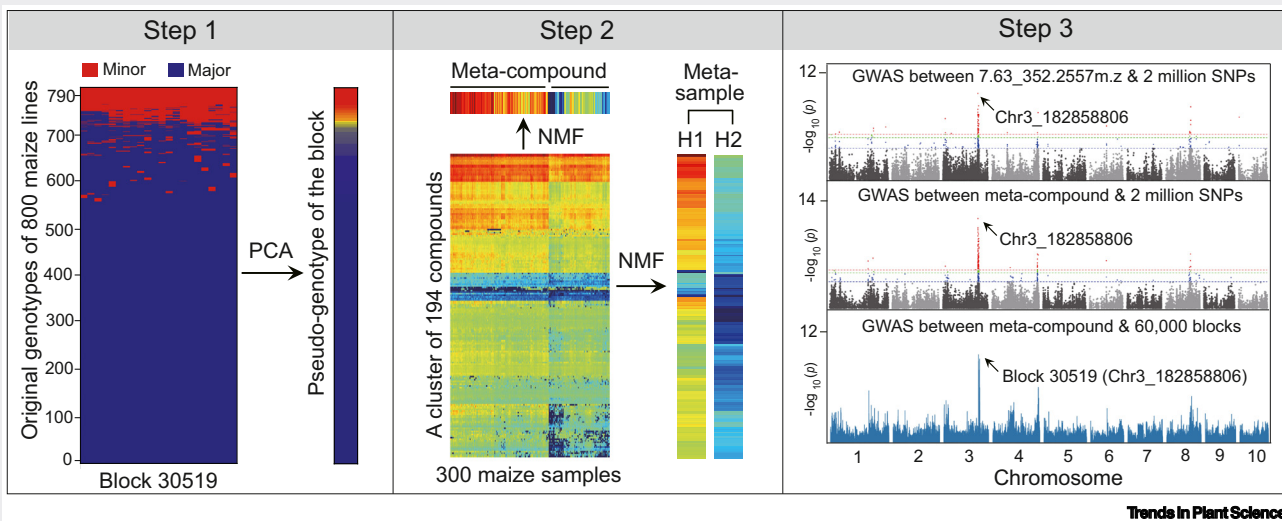 Step 1
Minor
Major
Original genotypes of 800 maize lines
790
700
600
500
400
300
200
100
0
Block 30519
PCA
Pseudo-genotype of the block
Step 2
Meta-compound
NMF
A cluster of 194 compounds
300 maize samples
NMF
Meta-
sample
H1 H2
Step 3
12
-log10 (p)
GWAS between 7.63_352.2557m.z & 2 million SNPs
Chr3_182858806
14
-log10 (p)
GWAS between meta-compound & 2 million SNPs
Chr3_182858806
12
-log10 (p)
GWAS between meta-compound & 60,000 blocks
Block 30519 (Chr3_182858806)
1 2 3 4 5 6 7 8 9 10
Chromosome
Trends in Plant Science